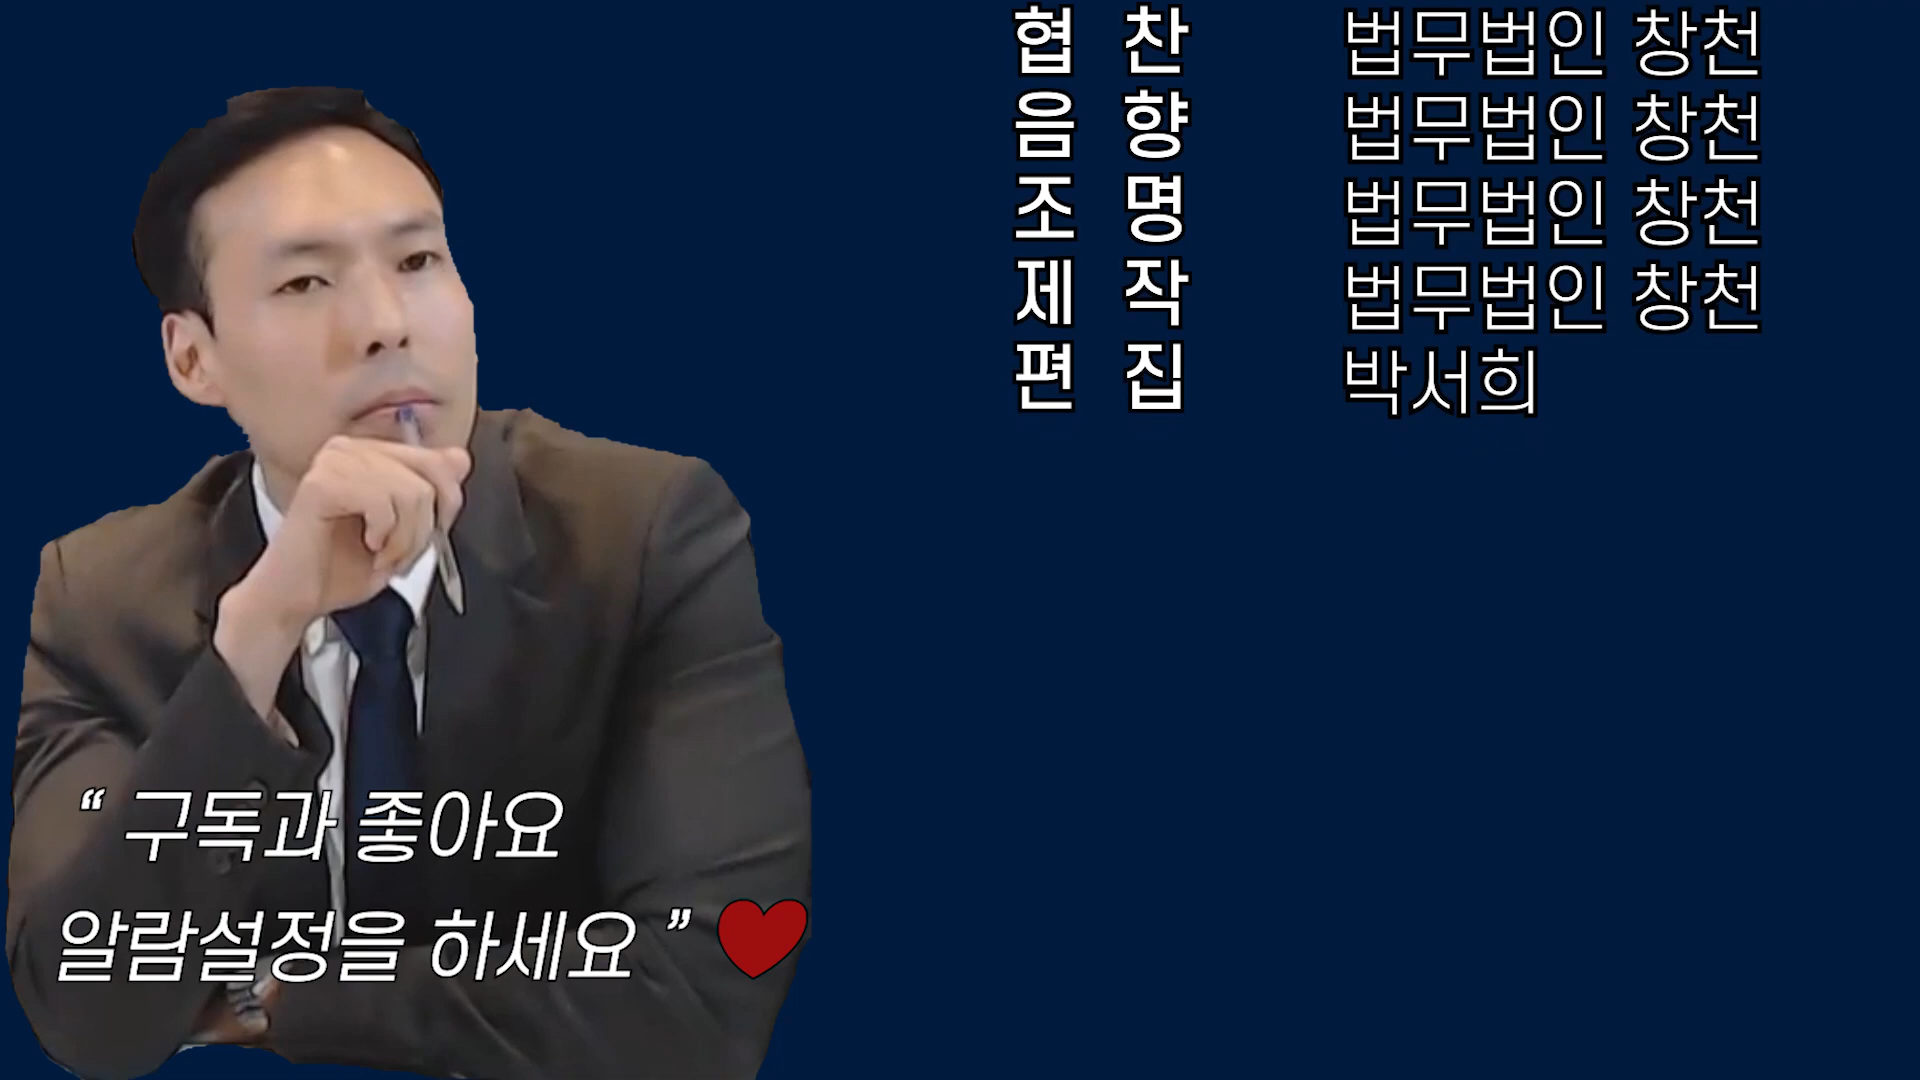 협 찬 법무법인 창천
음 향 법무법인 창천
조 명 법무법인 창천
제 작 법무법인 창천
편 집 박서희
“ 구독과 좋아요
알람설정을 하세요 ”